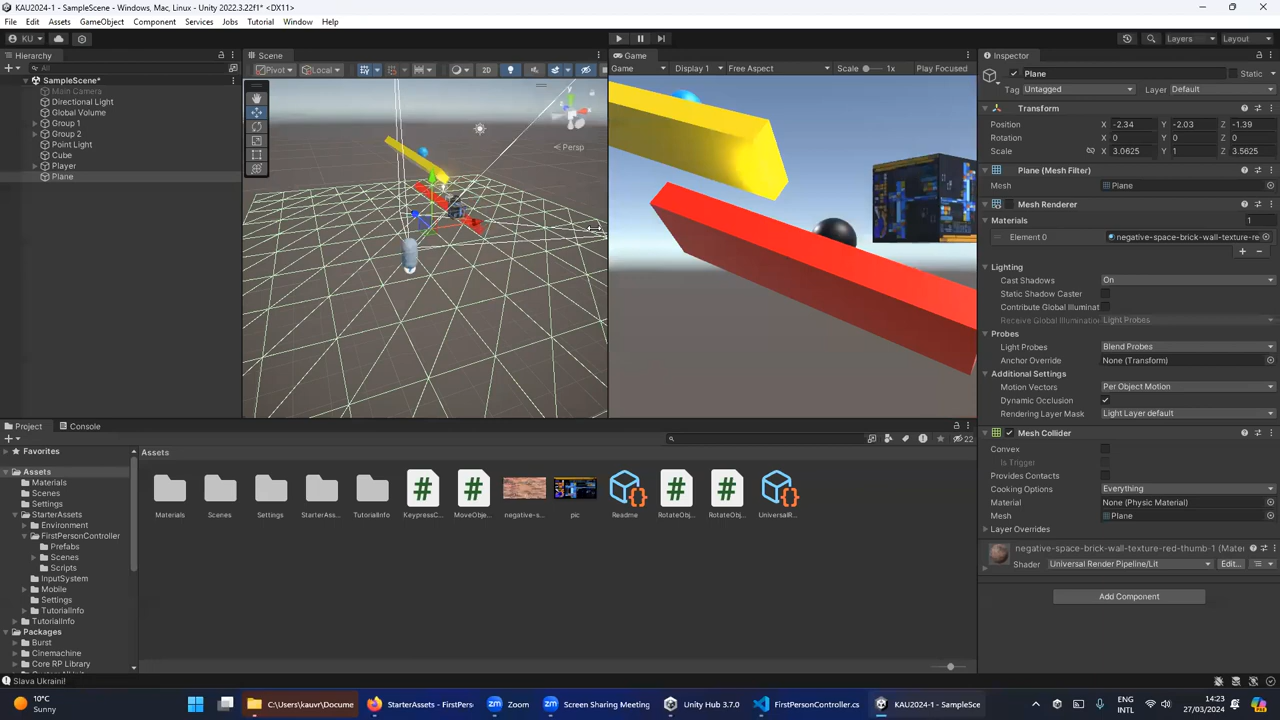 KAU2024-1 - SampleScene - Windows, Mac, Linux - Unity 2022.3.22f1* <DX11>
File Edit Assets GameObject Component Services Jobs Tutorial Window Help
KU
Layers Layout
Hierarchy
All
SampleScene*
Main Camera
Directional Light
Global Volume
Group 1
Group 2
Point Light
Cube
Player
Plane
Scene
Pivot Local 2D
Persp
Game
Game Display 1 Free Aspect Scale 1x Play Focused
Inspector
Plane Static
Tag Untagged Layer Default
Transform
Position X -2.34 Y -2.03 Z -1.39
Rotation X 0 Y 0 Z 0
Scale X 3.0625 Y 1 Z 3.5625
Plane (Mesh Filter)
Mesh Plane
Mesh Renderer
Materials 1
Element 0 negative-space-brick-wall-texture-re
Lighting
Cast Shadows On
Static Shadow Caster
Contribute Global Illuminat
Receive Global Illumination Light Probes
Probes
Light Probes Blend Probes
Anchor Override None (Transform)
Additional Settings
Motion Vectors Per Object Motion
Dynamic Occlusion
Rendering Layer Mask Light Layer default
Mesh Collider
Convex
Is Trigger
Provides Contacts
Cooking Options Everything
Material None (Physic Material)
Mesh Plane
Layer Overrides
negative-space-brick-wall-texture-red-thumb-1 (Mater
Shader Universal Render Pipeline/Lit Edit...
Add Component
Project Console
22
Favorites
Assets
Materials
Scenes
Settings
StarterAssets
Environment
FirstPersonController
Prefabs
Scenes
Scripts
InputSystem
Mobile
Settings
TutorialInfo
TutorialInfo
Packages
Burst
Cinemachine
Core RP Library
Assets
Materials Scenes Settings StarterAss... TutorialInfo KeypressC... MoveObje... negative-s... pic Readme RotateObj... RotateObj... UniversalR...
Slava Ukraini!
10°C
Sunny
C:\Users\kauvr\Docume
StarterAssets - FirstPers
Zoom
Screen Sharing Meeting
Unity Hub 3.7.0
FirstPersonController.cs
KAU2024-1 - SampleSce
ENG
INTL
14:23
27/03/2024